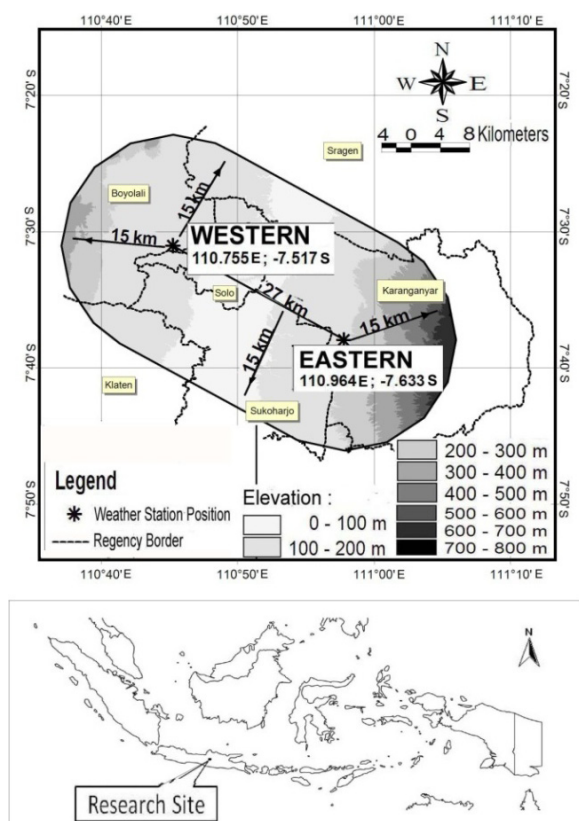 110°40' E 110°50' E 111°00' E 111°10' E
7°20' S
7°30' S
7°40' S
7°50' S
N
W E
S
4 0 4 8 Kilometers
Sragen
Boyolali
15 km
15 km
WESTERN
110.755E; -7.517 S
Solo
27 km
Karanganyar
15 km
15 km
EASTERN
110.964E; -7.633 S
Klaten
Sukoharjo
Legend
Weather Station Position
Regency Border
Elevation :
0 - 100 m
100 - 200 m
200 - 300 m
300 - 400 m
400 - 500 m
500 - 600 m
600 - 700 m
700 - 800 m
7°20' S
7°30' S
7°40' S
7°50' S
110°40' E 110°50' E 111°00' E 111°10' E
N
Research Site